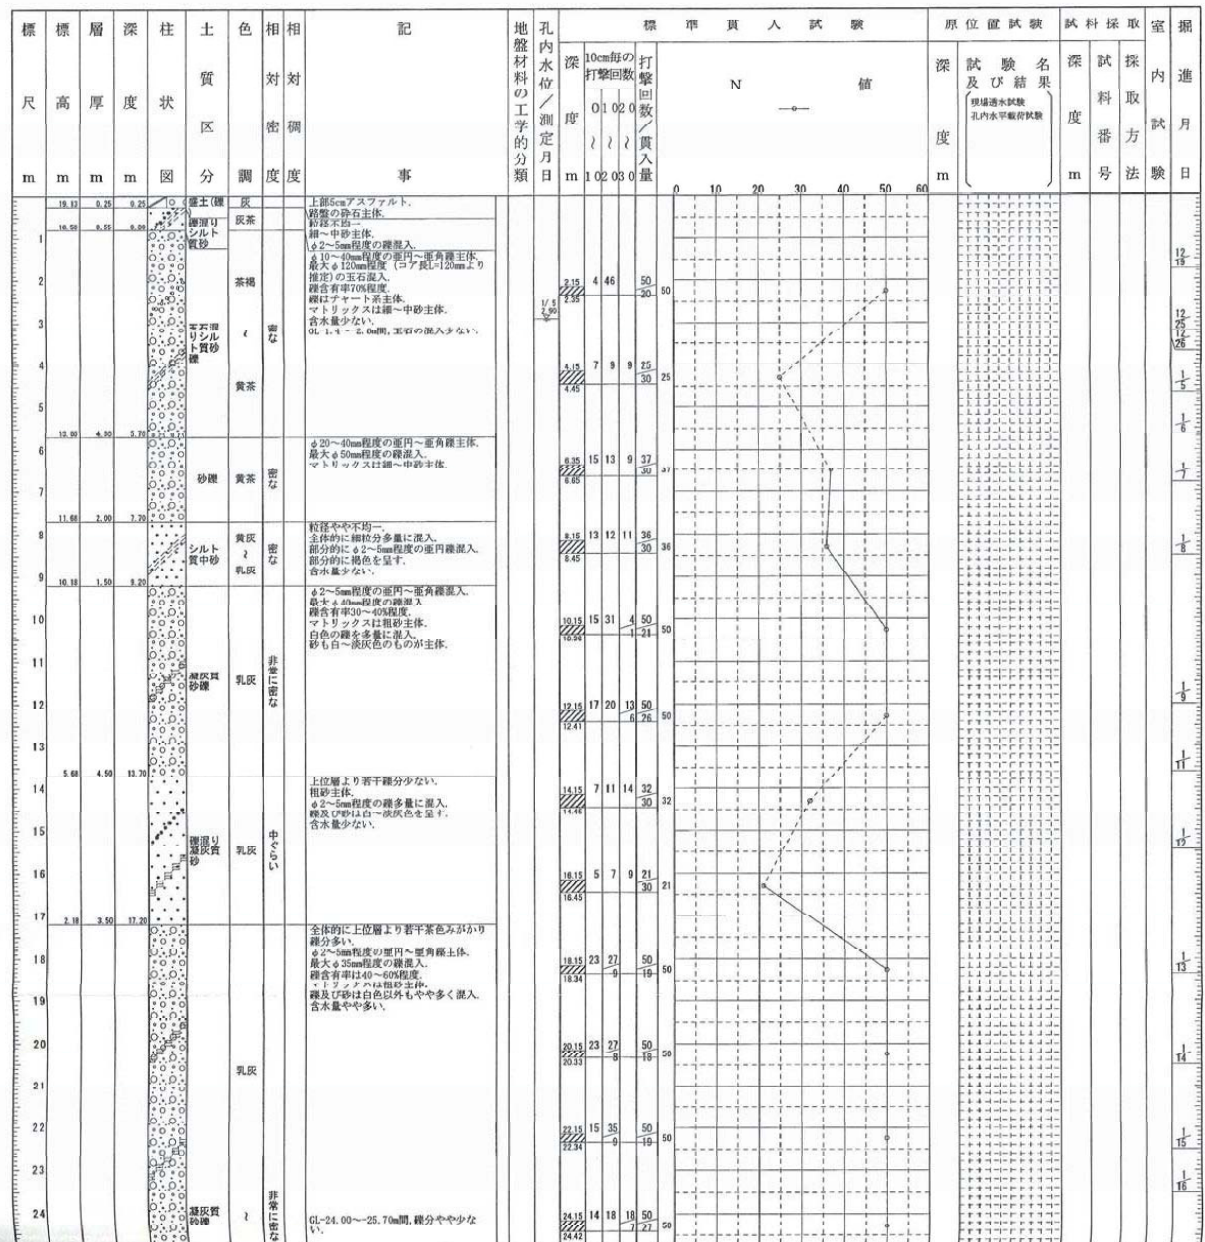 標尺 m
標高 m
層厚 m
深度 m
柱状図
土質区分
色調
相対密度
相対稠度
記事
地盤材料の工学的分類
孔内水位／測定月日
標準貫入試験
深度 m
10cm毎の
打撃回数
0 10 20
〜 〜 〜
10 20 30
打撃回数／貫入量
N 値
0 10 20 30 40 50 60
原位置試験
深度 m
試験名
及び結果
現場透水試験
孔内水平載荷試験
試料採取
深度 m
試料番号
採取方法
室内試験
掘進月日
0.25 0.25 盛土(礫 灰
上部5cmアスファルト.
路盤の砕石主体.
0.55 礫混り
シルト
質砂
灰茶
粒径不均一.
細〜中砂主体.
φ2〜5mm程度の礫混入.
φ10〜40mm程度の亜円〜亜角礫主体.
最大φ120mm程度 (コア長L=120mmより
推定)の玉石混入.
礫含有率70%程度.
礫はチャート系主体.
マトリックスは細〜中砂主体.
含水量少ない.
玉石混
りシル
ト質砂
礫
茶褐
〜
黄茶
密な
4.30 5.70
φ20〜40mm程度の亜円〜亜角礫主体.
最大φ50mm程度の礫混入.
マトリックスは細〜中砂主体.
砂礫
黄茶
密な
11.68 2.00 7.70
粒径やや不均一.
全体的に細粒分多量に混入.
部分的にφ2〜5mm程度の亜円礫混入.
部分的に褐色を呈す.
含水量少ない.
シルト
質中砂
黄灰
〜
乳灰
密な
10.18 1.50 9.20
φ2〜5mm程度の亜円〜亜角礫混入.
最大φ40mm程度の礫混入
礫含有率30〜40%程度.
マトリックスは粗砂主体.
白色の礫を多量に混入.
砂も白〜淡灰色のものが主体.
凝灰質
砂礫
乳灰
非常に密な
5.68 4.50 13.70
上位層より若干礫分少ない.
粗砂主体.
φ2〜5mm程度の礫多量に混入.
礫及び砂は白〜淡灰色を呈す.
含水量少ない.
礫混り
凝灰質
砂
乳灰
中ぐらい
2.18 3.50 17.20
全体的に上位層より若干茶色みがかり
礫分多い.
φ2〜5mm程度の亜円〜亜角礫主体.
最大φ35mm程度の礫混入.
礫含有率は40〜60%程度.
礫及び砂は白色以外もやや多く混入.
含水量やや多い.
乳灰
凝灰質
砂礫
〜
非常に密な
GL-24.00〜-25.70m間, 礫分やや少な
い.
1
2
3
4
5
6
7
8
9
10
11
12
13
14
15
16
17
18
19
20
21
22
23
24
1/5
2.90
2.15 4 46 50 50
2.35 20
4.15 7 9 9 25 25
4.45 30
6.35 15 13 9 37 37
6.65 30
8.15 13 12 11 36 36
8.45 30
10.15 15 31 4 50 50
1 21
12.15 17 20 13 50 50
12.41 6 26
14.15 7 11 14 32 32
30
16.15 5 7 9 21 21
16.45 30
18.15 23 27 50 50
18.34 9 19
20.15 23 27 50 50
20.33 8 18
22.15 15 35 50 50
22.34 9 19
24.15 14 18 18 50 50
24.42 7 27
12/19
12/25
12/26
1/5
1/6
1/7
1/8
1/9
1/11
1/12
1/13
1/14
1/15
1/16